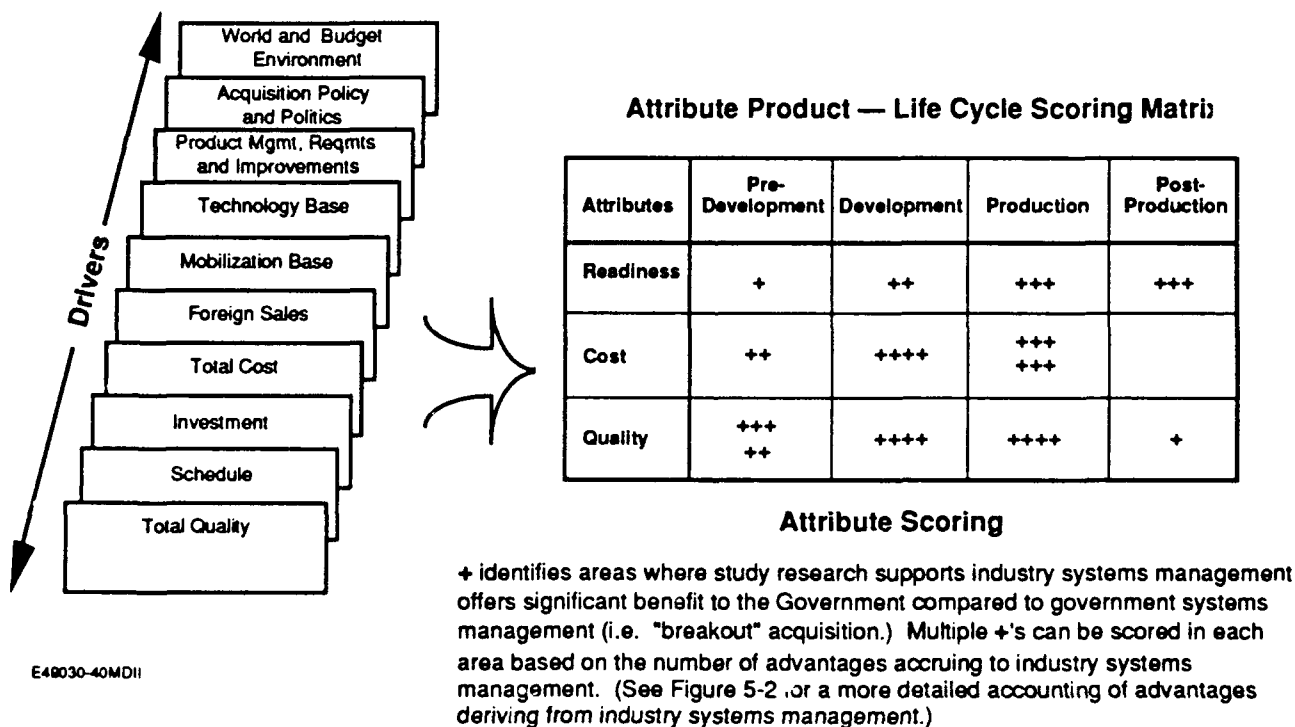 World and Budget
Environment
Acquisition Policy
and Politics
Product Mgmt, Reqmts
and Improvements
Technology Base
Mobilization Base
Foreign Sales
Total Cost
Investment
Schedule
Total Quality
Drivers
E49030-40MDII
Attribute Product — Life Cycle Scoring Matri
Attributes
Pre-
Development
Development
Production
Post-
Production
Readiness
+
++
+++
+++
Cost
++
++++
+++
+++
Quality
+++
++
++++
++++
+
Attribute Scoring
+ identifies areas where study research supports industry systems management
offers significant benefit to the Government compared to government systems
management (i.e. "breakout" acquisition.) Multiple +'s can be scored in each
area based on the number of advantages accruing to industry systems
management. (See Figure 5-2 a more detailed accounting of advantages
deriving from industry systems management.)